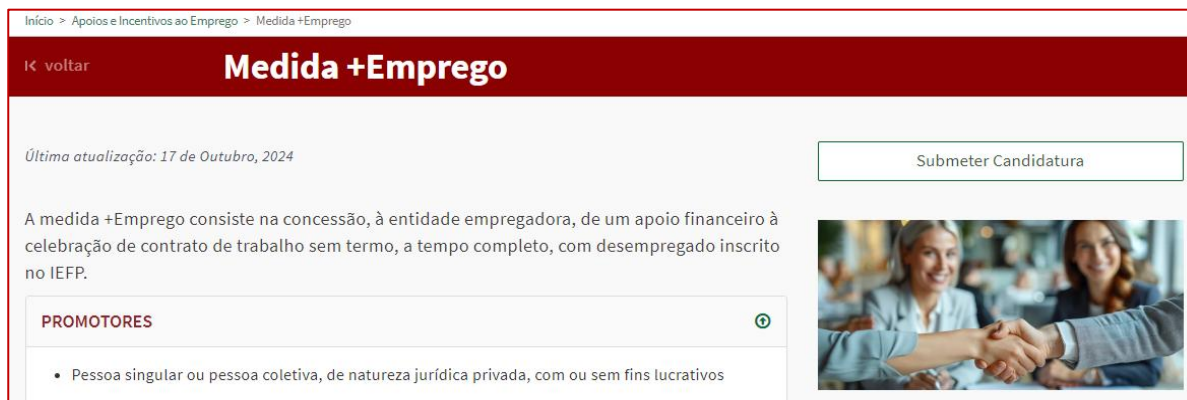 Início > Apoios e Incentivos ao Emprego > Medida +Emprego
voltar
Medida +Emprego
Última atualização: 17 de Outubro, 2024
Submeter Candidatura
A medida +Emprego consiste na concessão, à entidade empregadora, de um apoio financeiro à
celebração de contrato de trabalho sem termo, a tempo completo, com desempregado inscrito
no IEFP.
PROMOTORES
• Pessoa singular ou pessoa coletiva, de natureza jurídica privada, com ou sem fins lucrativos